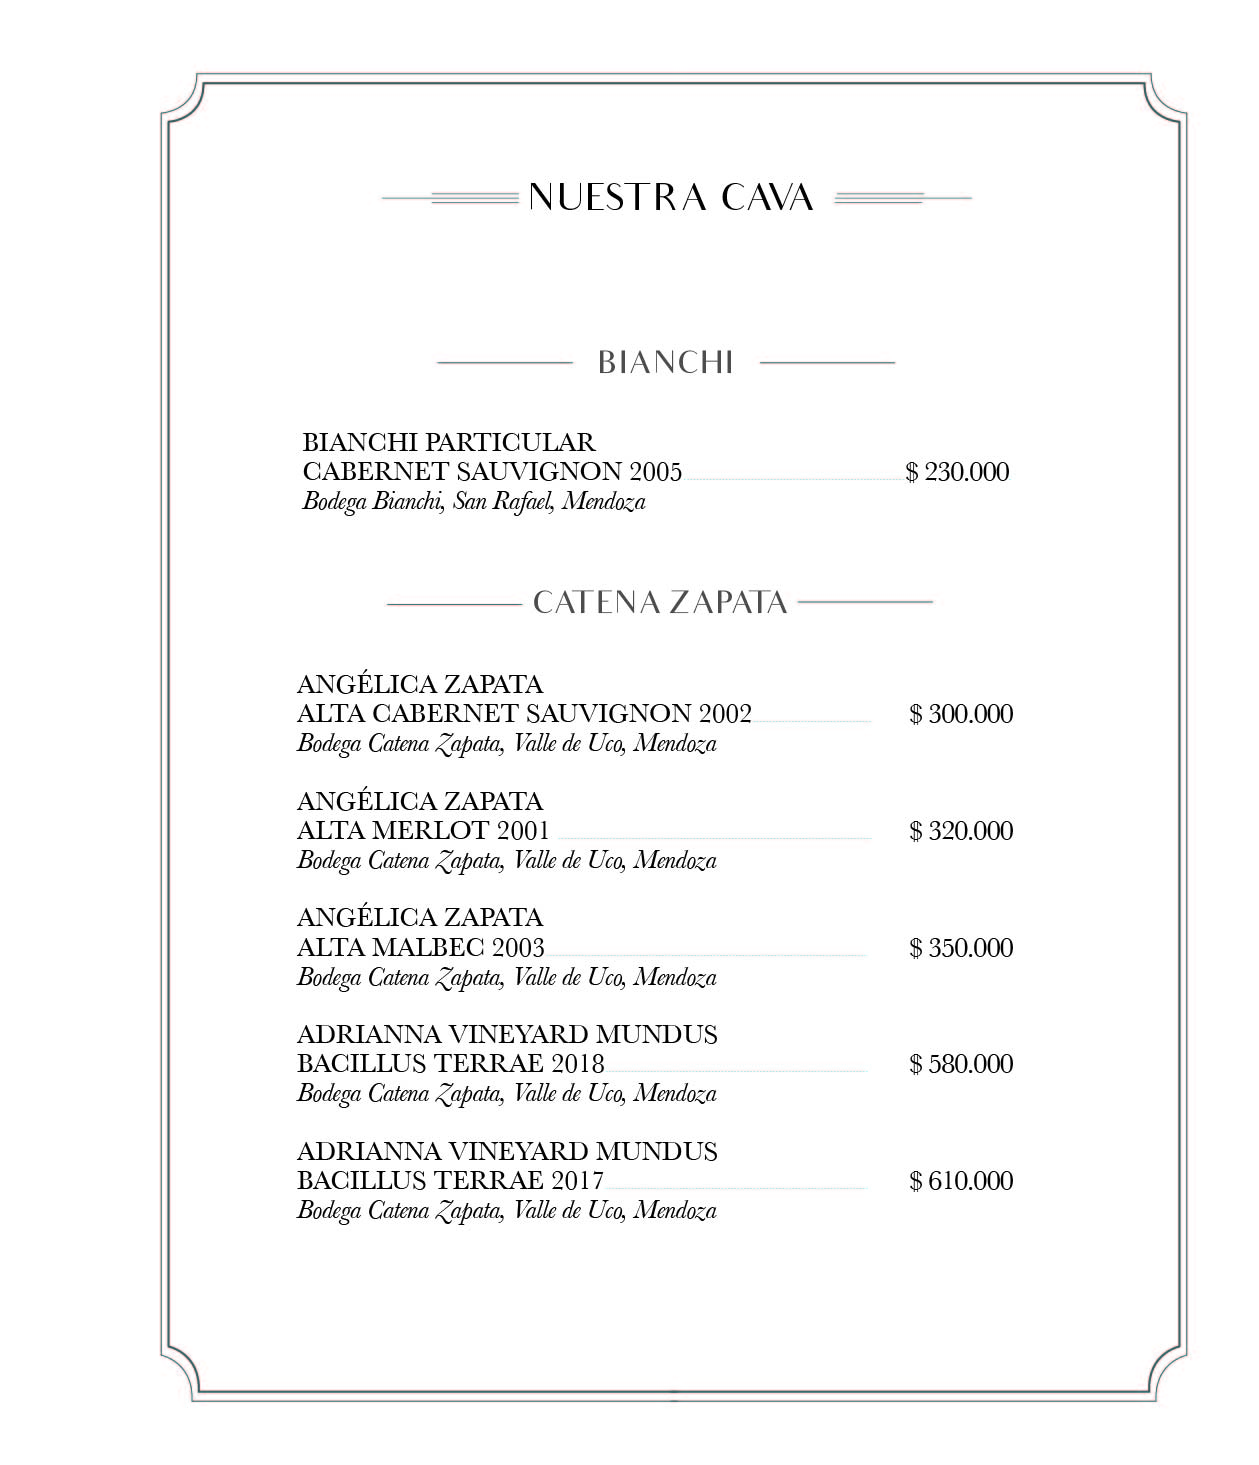 NUESTRA CAVA
BIANCHI
BIANCHI PARTICULAR
CABERNET SAUVIGNON 2005 $ 230.000
Bodega Bianchi, San Rafael, Mendoza
CATENA ZAPATA
ANGÉLICA ZAPATA
ALTA CABERNET SAUVIGNON 2002 $ 300.000
Bodega Catena Zapata, Valle de Uco, Mendoza
ANGÉLICA ZAPATA
ALTA MERLOT 2001 $ 320.000
Bodega Catena Zapata, Valle de Uco, Mendoza
ANGÉLICA ZAPATA
ALTA MALBEC 2003 $ 350.000
Bodega Catena Zapata, Valle de Uco, Mendoza
ADRIANNA VINEYARD MUNDUS
BACILLUS TERRAE 2018 $ 580.000
Bodega Catena Zapata, Valle de Uco, Mendoza
ADRIANNA VINEYARD MUNDUS
BACILLUS TERRAE 2017 $ 610.000
Bodega Catena Zapata, Valle de Uco, Mendoza